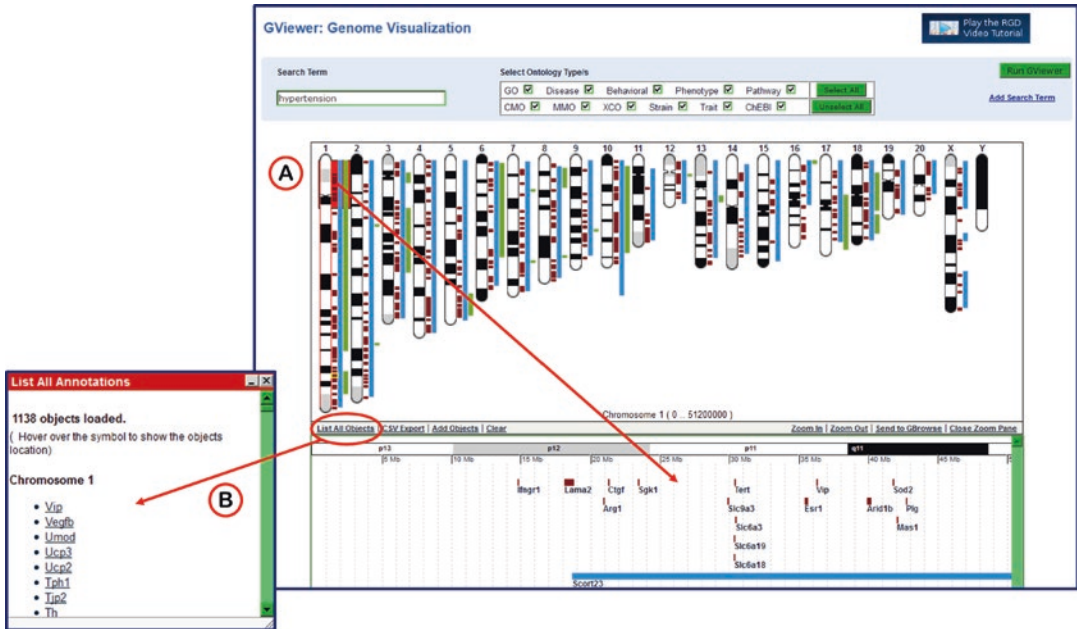 GViewer: Genome Visualization
Play the RGD
Video Tutorial
Search Term
hypertension
Select Ontology Type/s
GO Disease Behavioral Phenotype Pathway Select All
CMO MMO XCO Strain Trait ChEBI Unselect All
Run GViewer
Add Search Term
1 2 3 4 5 6 7 8 9 10 11 12 13 14 15 16 17 18 19 20 X Y
A
Chromosome 1 ( 0 .. 51200000 )
List All Objects | CSV Export | Add Objects | Clear
Zoom In | Zoom Out | Send to GBrowse | Close Zoom Pane
p13 p12 p11 q11
5 Mb 10 Mb 15 Mb 20 Mb 25 Mb 30 Mb 35 Mb 40 Mb 45 Mb
Ifngr1 Lama2 Ctgf Sgk1 Tert Vip Sod2
Arg1 Slc9a3 Esr1 Arid1b Plg
Slc6a3 Mas1
Slc6a19
Slc6a18
Scort23
List All Annotations
1138 objects loaded.
( Hover over the symbol to show the objects
location)
Chromosome 1
B
• Vip
• Vegfb
• Umod
• Ucp3
• Ucp2
• Tph1
• Tjp2
• Th